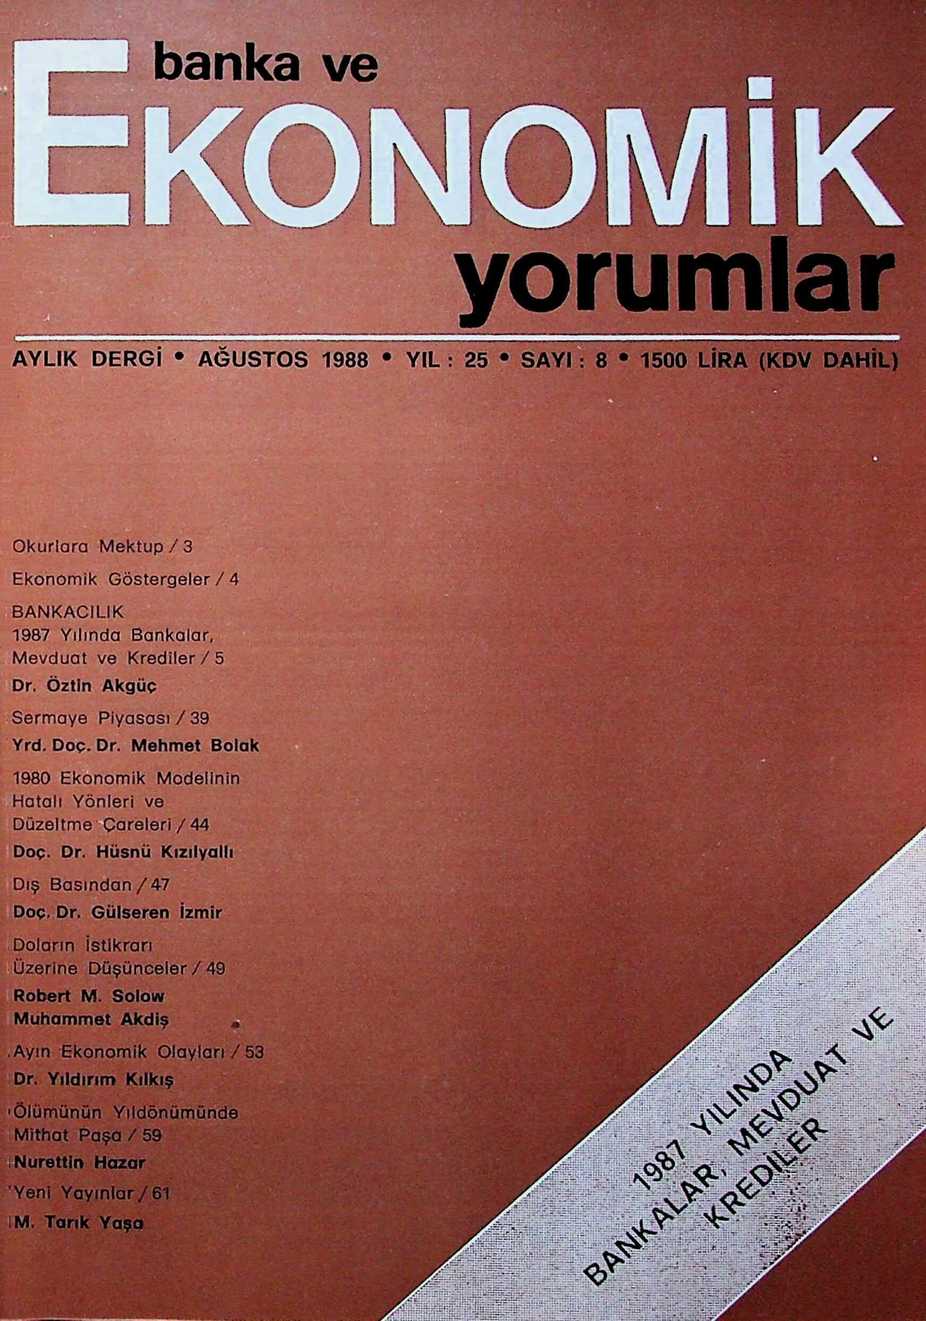 banka ve
EKONOMİK
yorumlar
AYLIK DERGİ • AĞUSTOS 1988 • YIL : 25 • SAYI : 8 • 1500 LİRA (KDV DAHİL)
Okurlara Mektup / 3
Ekonomik Göstergeler / 4
BANKACILIK
1987 Yılında Bankalar,
Mevduat ve Krediler / 5
Dr. Öztin Akgüç
Sermaye Piyasası / 39
Yrd. Doç. Dr. Mehmet Bolak
1980 Ekonomik Modelinin
Hatalı Yönleri ve
Düzeltme Çareleri / 44
Doç. Dr. Hüsnü Kızılyallı
Dış Basından / 47
Doç. Dr. Gülseren İzmir
Doların İstikrarı
Üzerine Düşünceler / 49
Robert M. Solow
Muhammet Akdiş
Ayın Ekonomik Olayları / 53
Dr. Yıldırım Kılkış
Ölümünün Yıldönümünde
Mithat Paşa / 59
Nurettin Hazar
Yeni Yayınlar / 61
M. Tarık Yaşa
1987 YILINDA
BANKALAR, MEVDUAT VE
KREDİLER